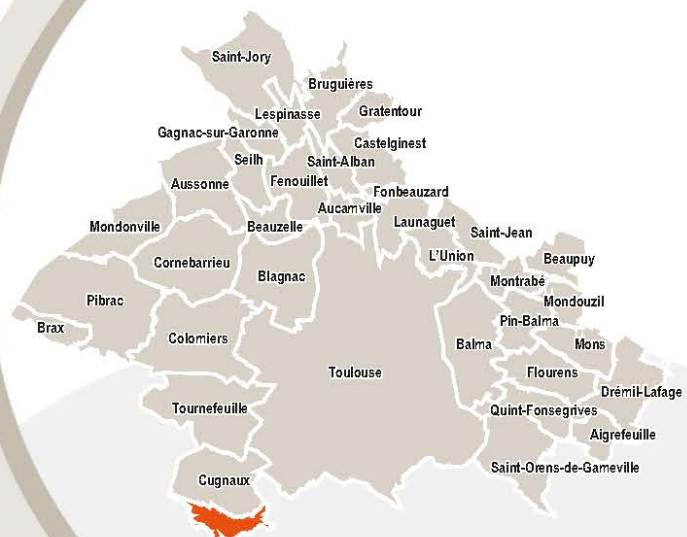 Saint-Jory
Bruguières
Lespinasse
Gratentour
Gagnac-sur-Garonne
Castelginest
Seilh
Saint-Alban
Aussonne
Fenouillet
Fonbeauzard
Aucamville
Launaguet
Mondonville
Beauzelle
Saint-Jean
L'Union
Beaupuy
Cornebarrieu
Blagnac
Montrabé
Pibrac
Mondouzil
Brax
Pin-Balma
Colomiers
Balma
Mons
Toulouse
Flourens
Drémil-Lafage
Tournefeuille
Quint-Fonsegrives
Aigrefeuille
Saint-Orens-de-Gameville
Cugnaux